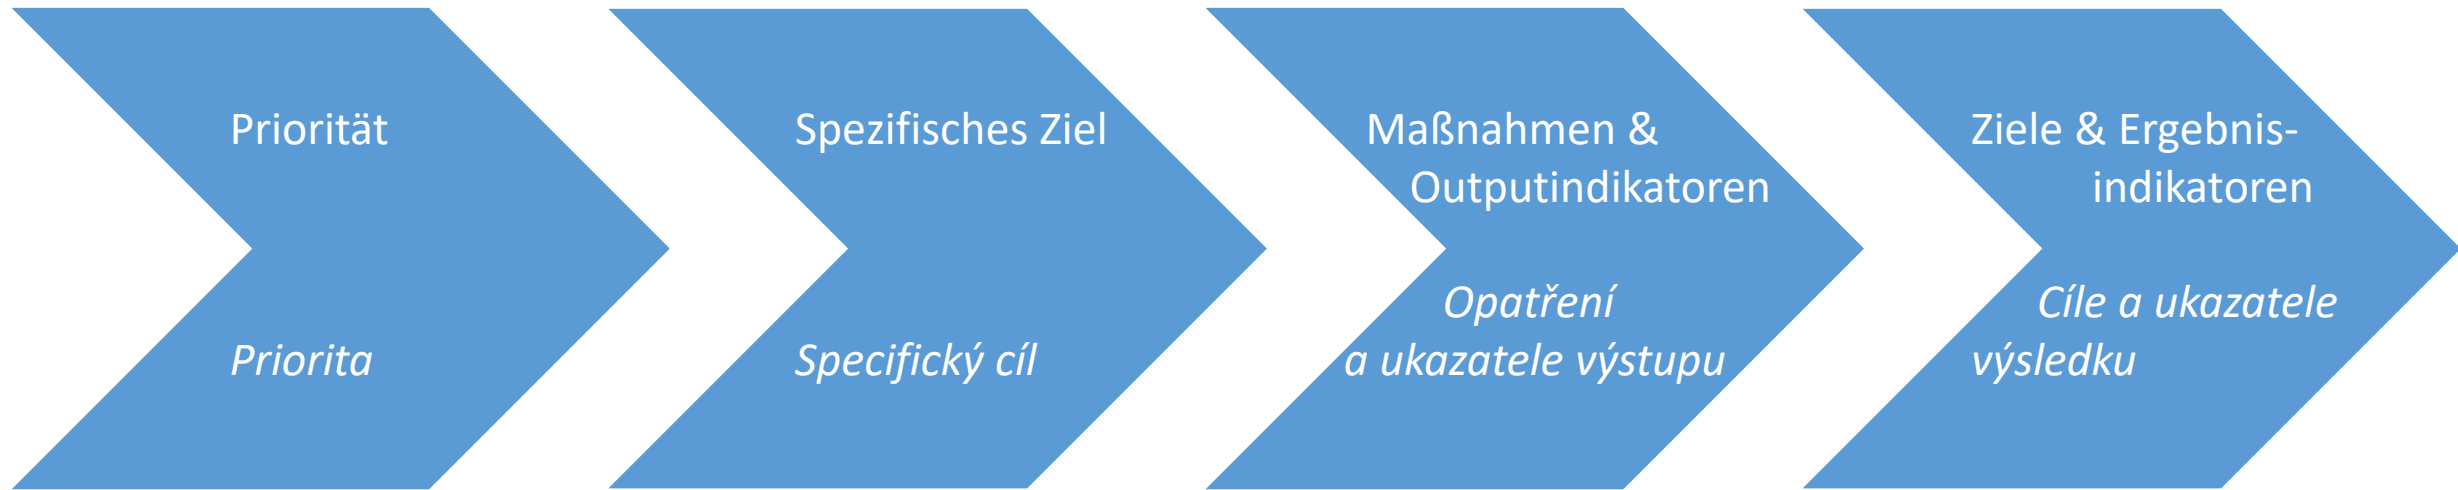 Priorität
Priorita
Spezifisches Ziel
Specifický cíl
Maßnahmen &
Outputindikatoren
Opatření
a ukazatele výstupu
Ziele & Ergebnis-
indikatoren
Cíle a ukazatele
výsledku